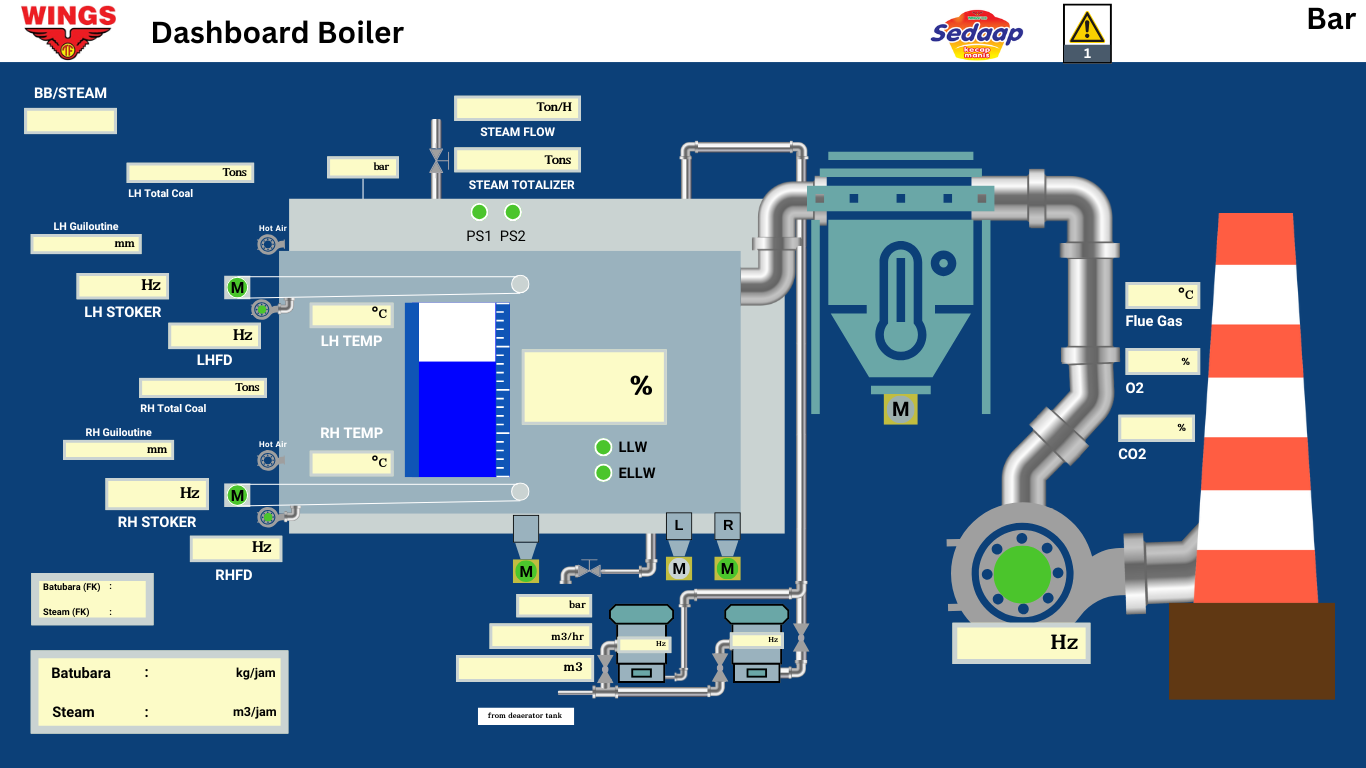 WINGS
Dashboard Boiler
Sedaap
kecap
manis
1
Bar
BB/STEAM
Ton/H
STEAM FLOW
Tons
STEAM TOTALIZER
bar
Tons
LH Total Coal
PS1 PS2
LH Guiloutine
mm
Hot Air
Hz
LH STOKER
M
°C
LH TEMP
Hz
LHFD
Tons
RH Total Coal
%
RH Guiloutine
mm
Hot Air
RH TEMP
°C
LLW
ELLW
Hz
RH STOKER
M
Hz
RHFD
M
°C
Flue Gas
%
O2
%
CO2
L
R
M
M
M
Batubara (FK) :
Steam (FK) :
bar
m3/hr
m3
Hz
Hz
Hz
Batubara : kg/jam
Steam : m3/jam
from deaerator tank